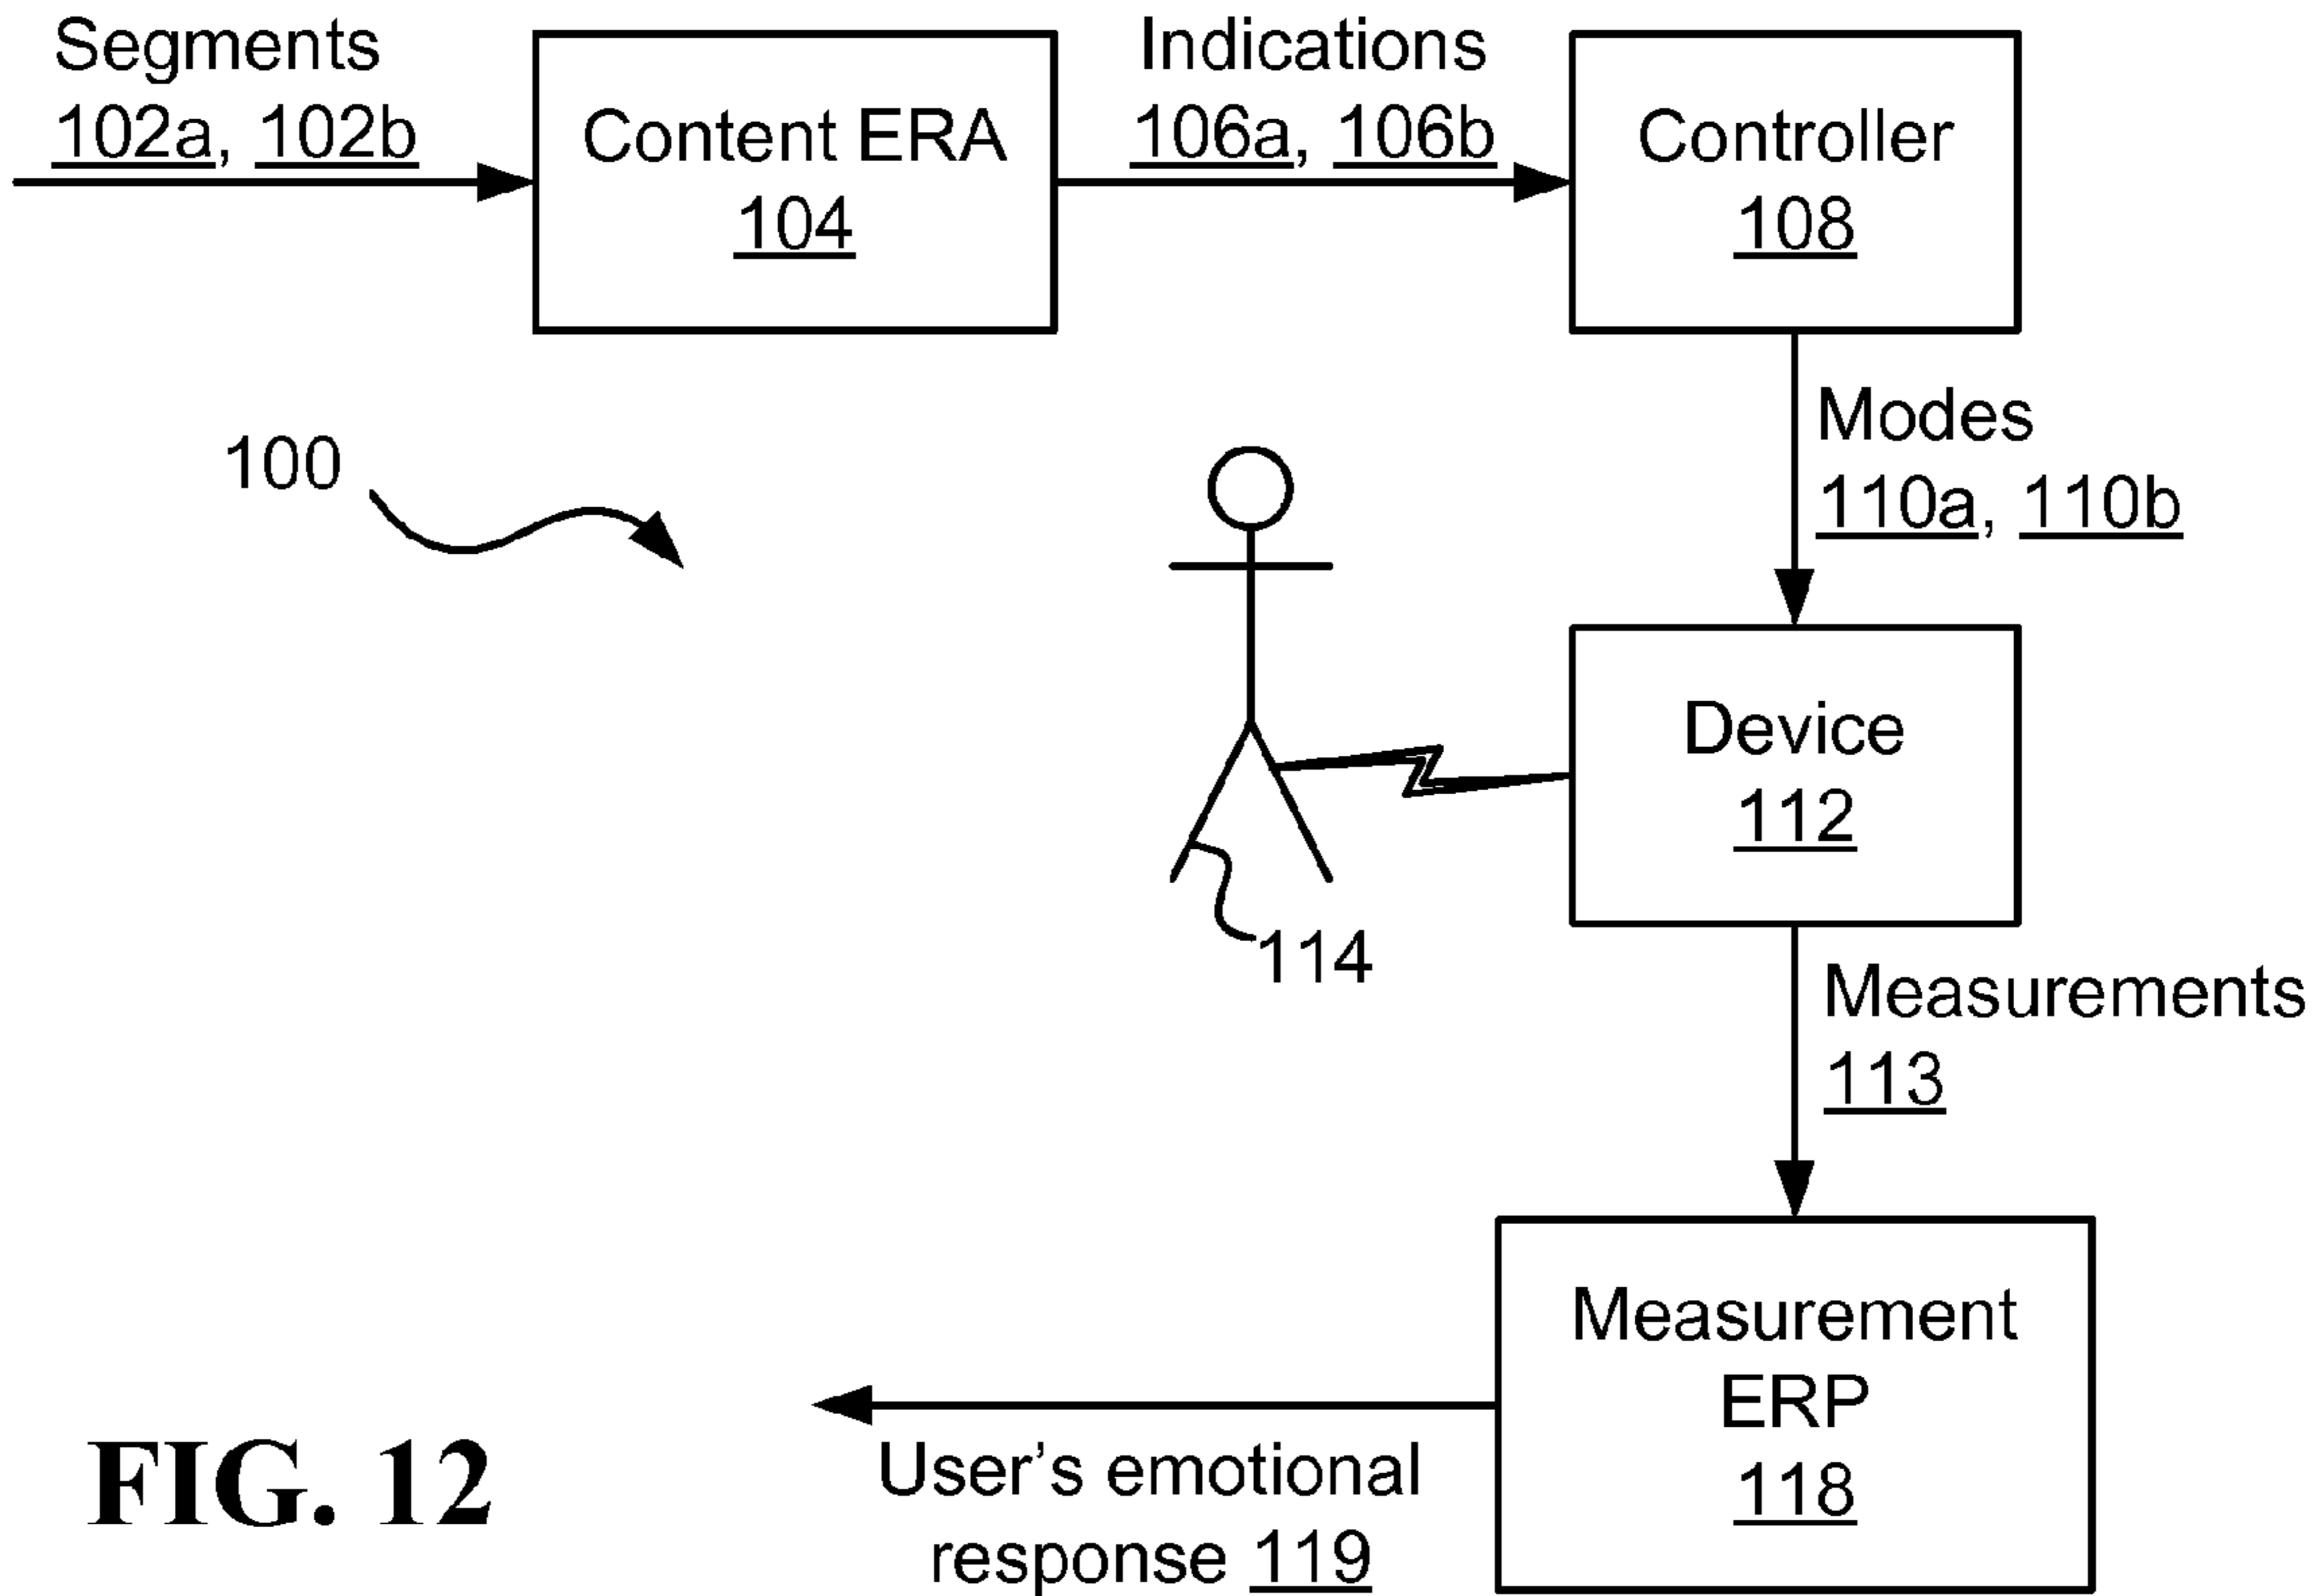 Segments
102a, 102b
Content ERA
104
Indications
106a, 106b
Controller
108
100
Modes
110a, 110b
Device
112
114
Measurements
113
Measurement
ERP
118
User's emotional
response 119
FIG. 12